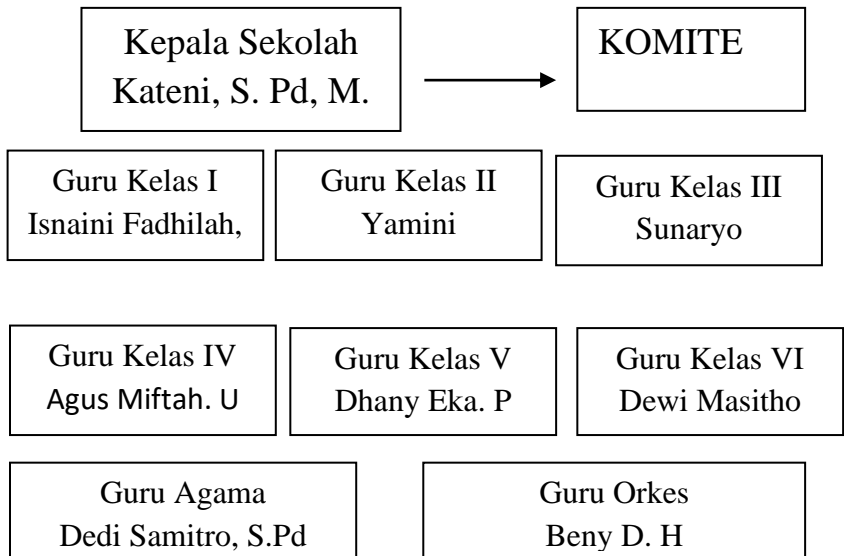 Kepala Sekolah
Kateni, S. Pd, M.
KOMITE
Guru Kelas I
Isnaini Fadhilah,
Guru Kelas II
Yamini
Guru Kelas III
Sunaryo
Guru Kelas IV
Agus Miftah. U
Guru Kelas V
Dhany Eka. P
Guru Kelas VI
Dewi Masitho
Guru Agama
Dedi Samitro, S.Pd
Guru Orkes
Beny D. H